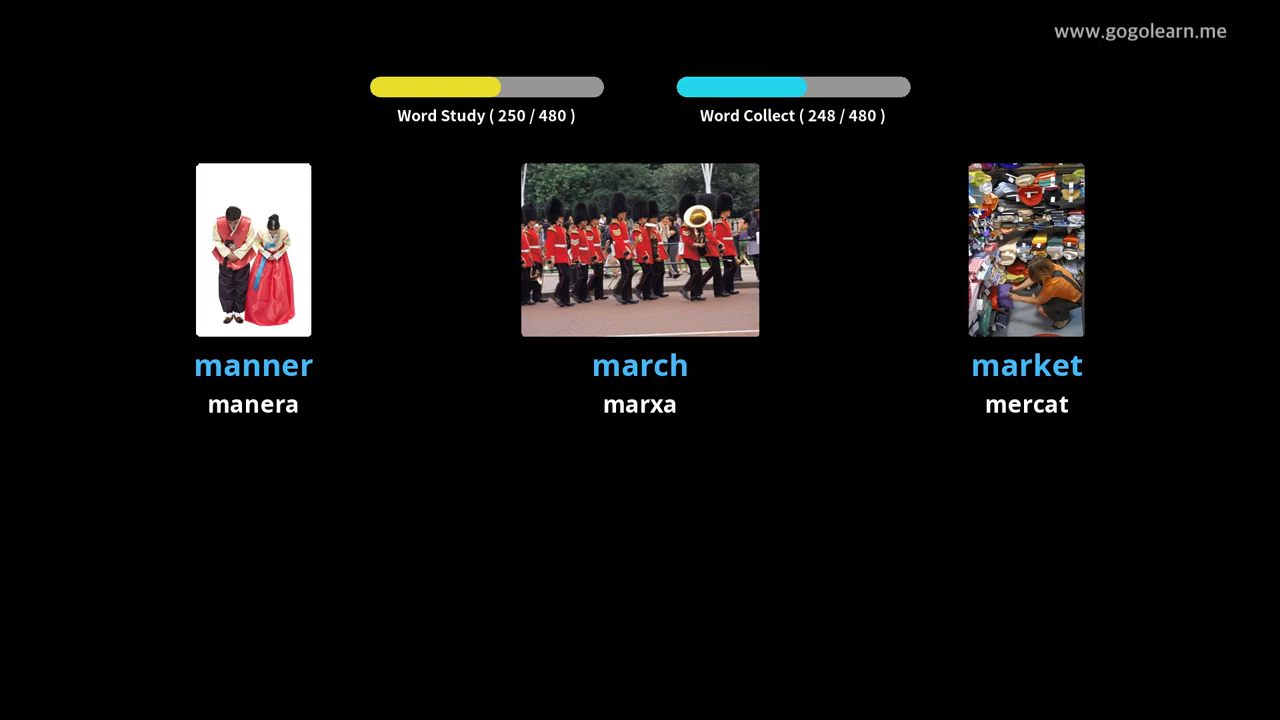 www.gogolearn.me
Word Study ( 250 / 480 )
Word Collect ( 248 / 480 )
manner
march
market
manera
marxa
mercat